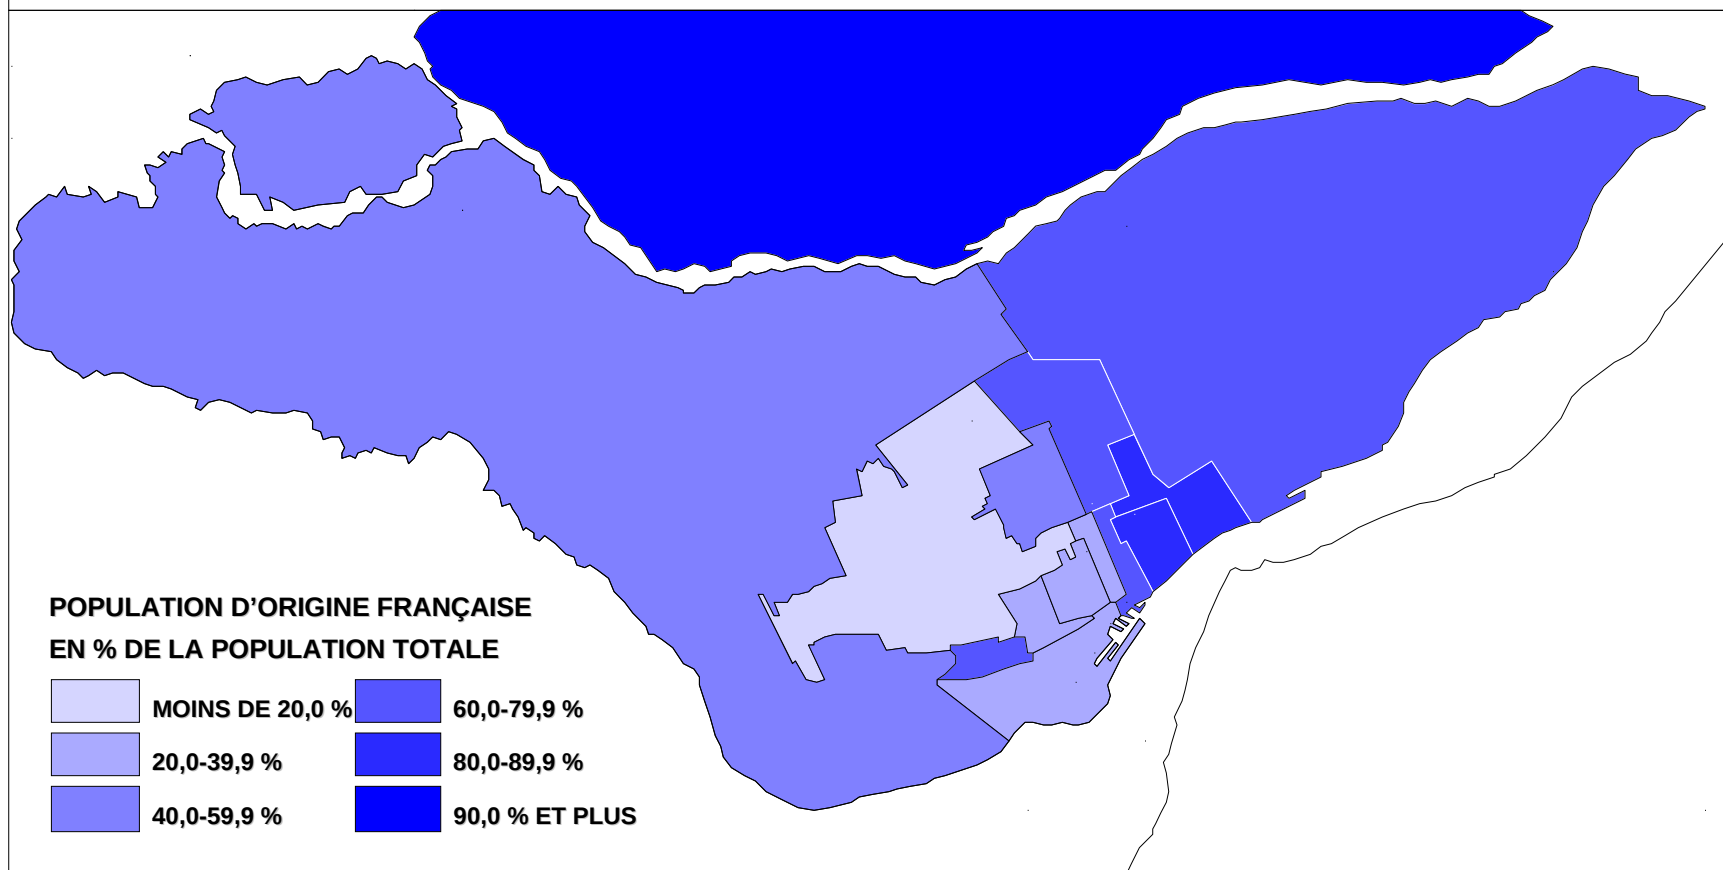 POPULATION D’ORIGINE FRANÇAISE
EN % DE LA POPULATION TOTALE
MOINS DE 20,0 %
20,0-39,9 %
40,0-59,9 %
60,0-79,9 %
80,0-89,9 %
90,0 % ET PLUS